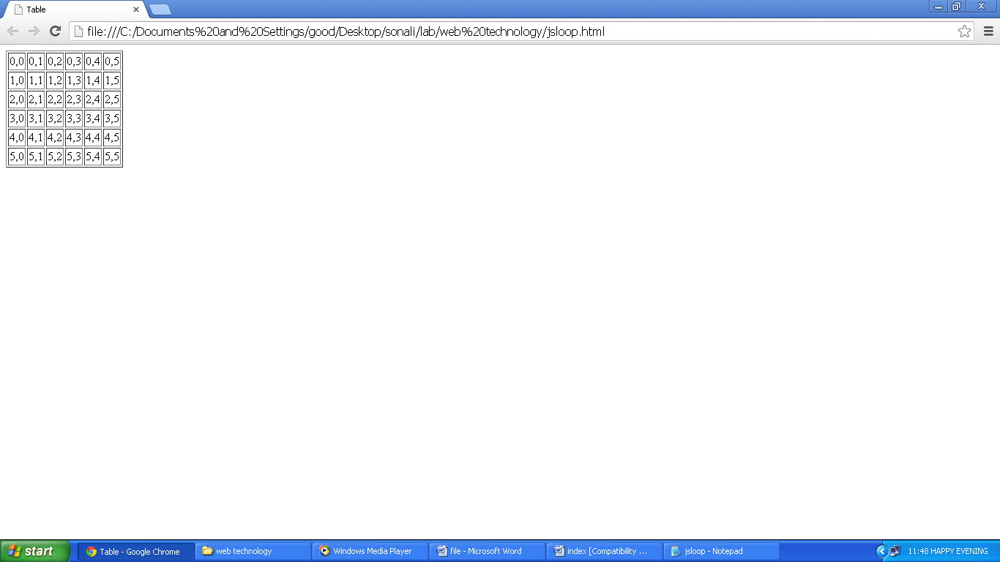 Table
file:///C:/Documents%20and%20Settings/good/Desktop/sonali/lab/web%20technology/jsloop.html
0,0 0,1 0,2 0,3 0,4 0,5
1,0 1,1 1,2 1,3 1,4 1,5
2,0 2,1 2,2 2,3 2,4 2,5
3,0 3,1 3,2 3,3 3,4 3,5
4,0 4,1 4,2 4,3 4,4 4,5
5,0 5,1 5,2 5,3 5,4 5,5
start Table - Google Chrome web technology Windows Media Player file - Microsoft Word index [Compatibility ... jsloop - Notepad 11:48 HAPPY EVENING